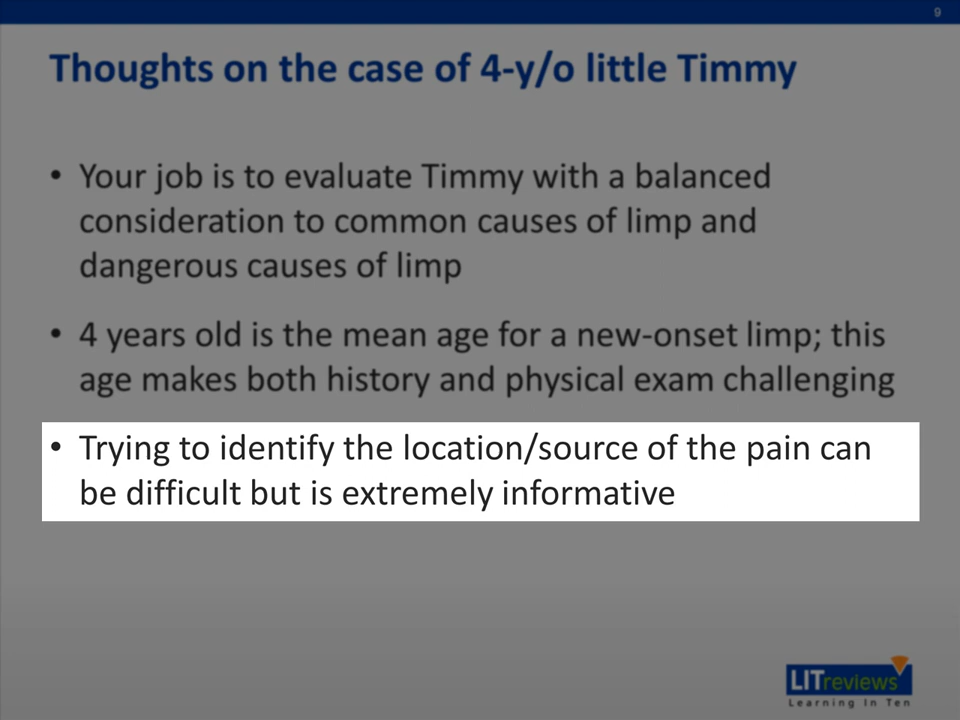 9
Thoughts on the case of 4-y/o little Timmy
• Your job is to evaluate Timmy with a balanced
consideration to common causes of limp and
dangerous causes of limp
• 4 years old is the mean age for a new-onset limp; this
age makes both history and physical exam challenging
• Trying to identify the location/source of the pain can
be difficult but is extremely informative
LITreviews
Learning In Ten